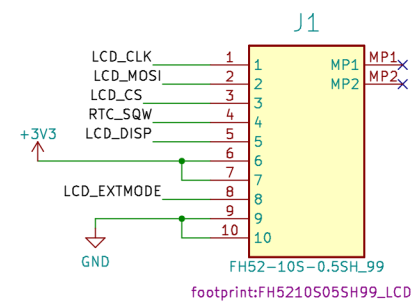 J1
LCD_CLK 1 1 MP1 MP1
LCD_MOSI 2 2 MP2 MP2
LCD_CS 3 3
RTC_SQW 4 4
LCD_DISP 5 5
+3V3 6 6
7 7
LCD_EXTMODE 8 8
9 9
10 10
GND
FH52-10S-0.5SH_99
footprint:FH5210S05SH99_LCD